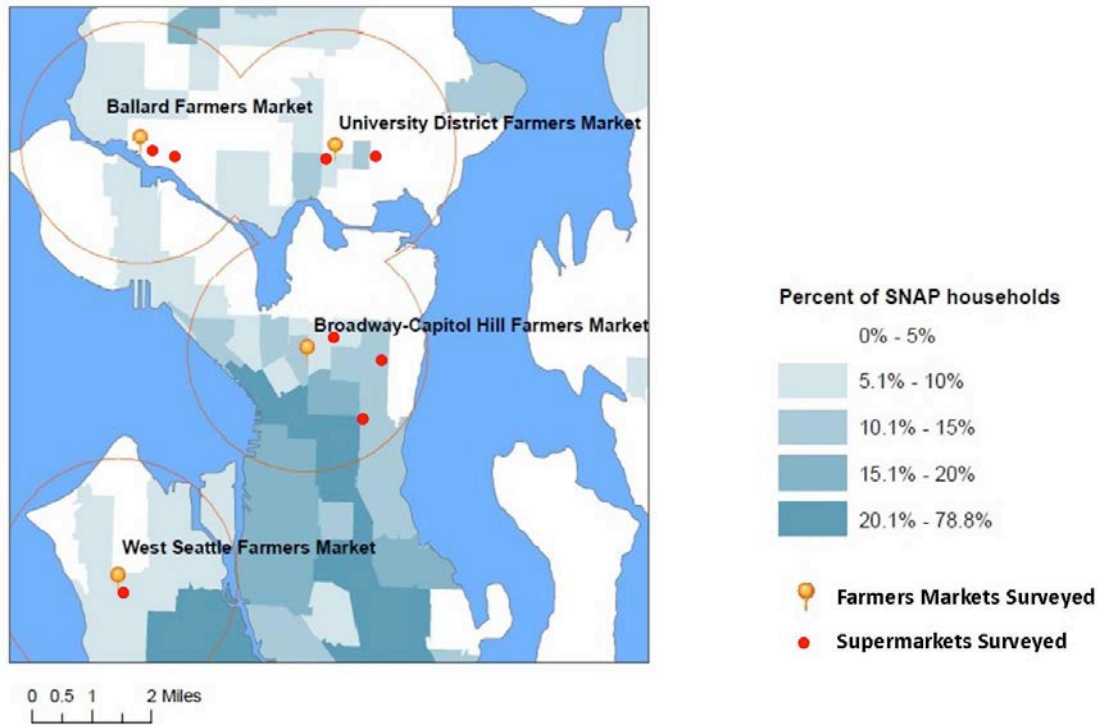 Ballard Farmers Market
University District Farmers Market
Broadway-Capitol Hill Farmers Market
West Seattle Farmers Market
0 0.5 1 2 Miles
Percent of SNAP households
0% - 5%
5.1% - 10%
10.1% - 15%
15.1% - 20%
20.1% - 78.8%
Farmers Markets Surveyed
Supermarkets Surveyed